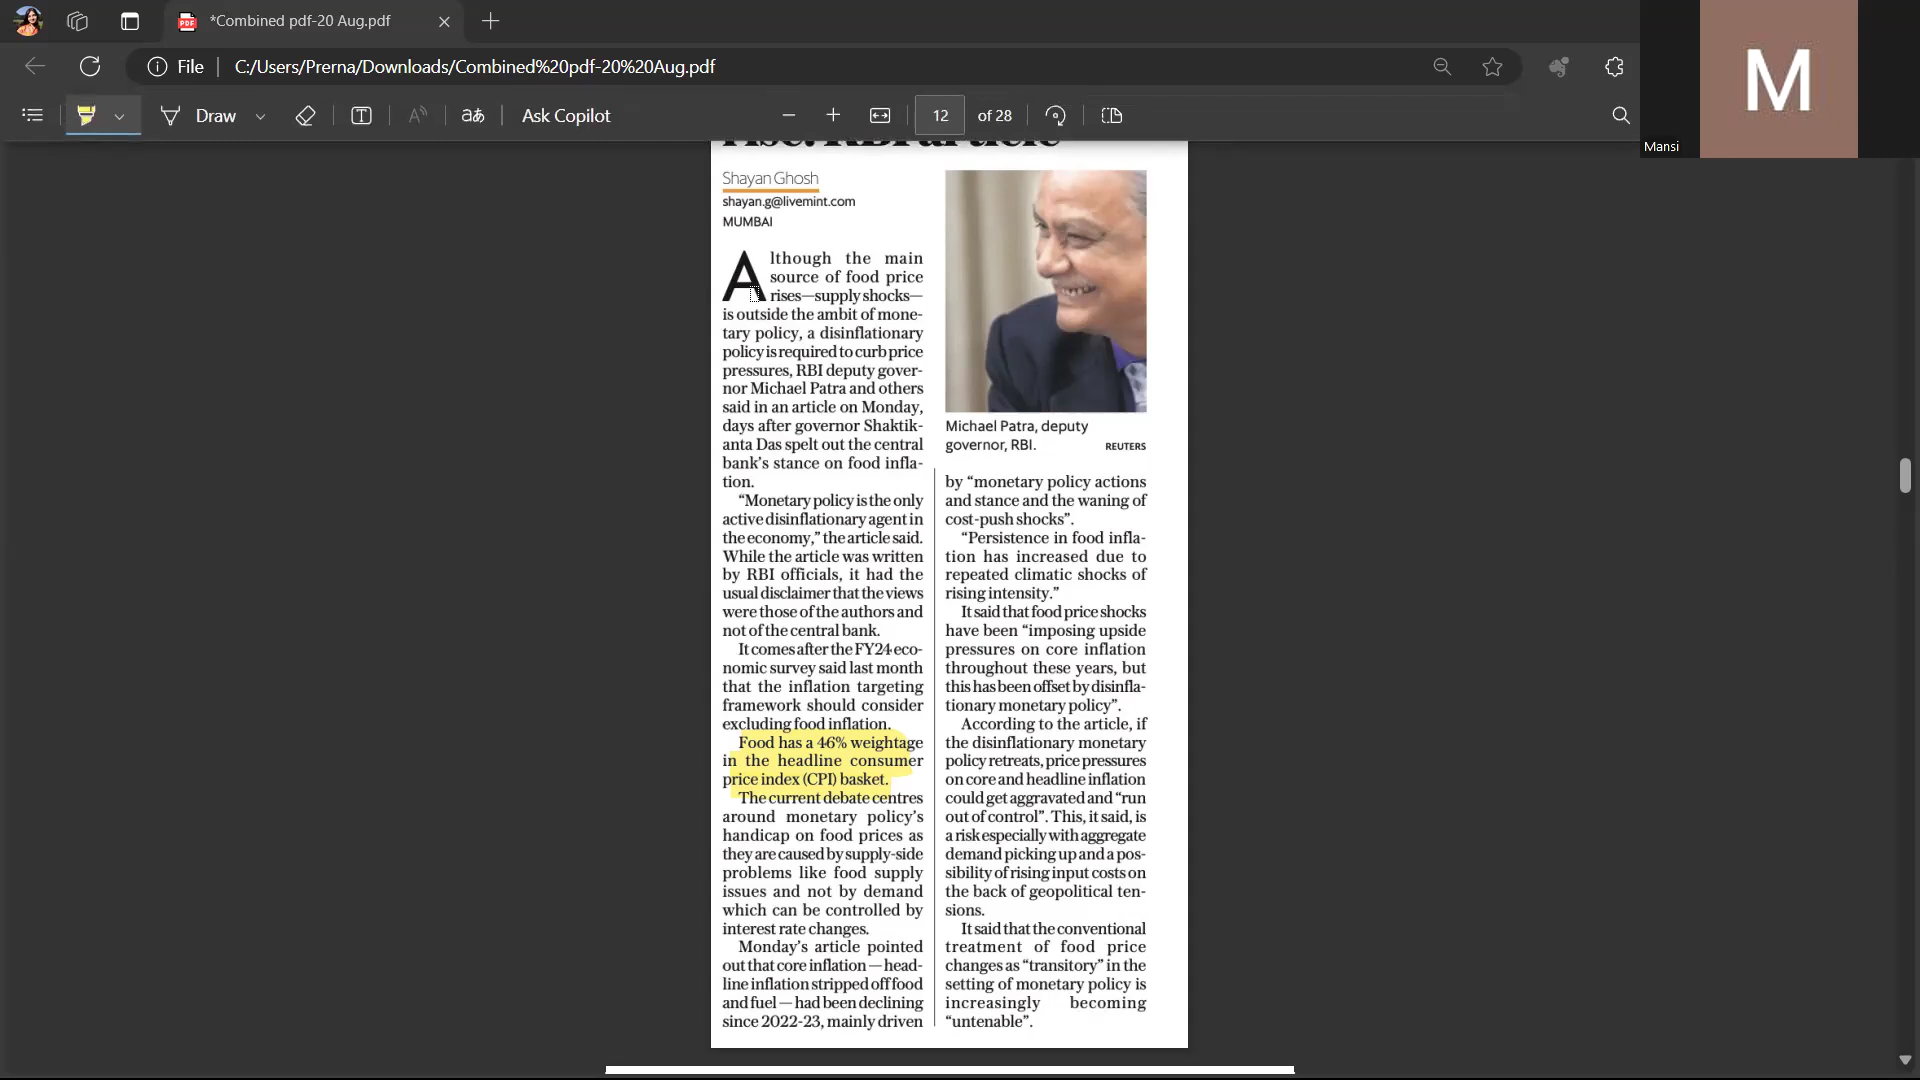 *Combined pdf-20 Aug.pdf
PDF
File
C:/Users/Prerna/Downloads/Combined%20pdf-20%20Aug.pdf
Draw
T
A
aあ
Ask Copilot
12
of 28
M
Mansi
rise: RBI article
Shayan Ghosh
shayan.g@livemint.com
MUMBAI
Although the main
source of food price
rises—supply shocks—
is outside the ambit of mone-
tary policy, a disinflationary
policy is required to curb price
pressures, RBI deputy gover-
nor Michael Patra and others
said in an article on Monday,
days after governor Shaktik-
anta Das spelt out the central
bank's stance on food infla-
tion.
“Monetary policy is the only
active disinflationary agent in
the economy,” the article said.
While the article was written
by RBI officials, it had the
usual disclaimer that the views
were those of the authors and
not of the central bank.
It comes after the FY24 eco-
nomic survey said last month
that the inflation targeting
framework should consider
excluding food inflation.
Food has a 46% weightage
in the headline consumer
price index (CPI) basket.
The current debate centres
around monetary policy's
handicap on food prices as
they are caused by supply-side
problems like food supply
issues and not by demand
which can be controlled by
interest rate changes.
Monday's article pointed
out that core inflation — head-
line inflation stripped off food
and fuel — had been declining
since 2022-23, mainly driven
Michael Patra, deputy
governor, RBI.
REUTERS
by “monetary policy actions
and stance and the waning of
cost-push shocks”.
“Persistence in food infla-
tion has increased due to
repeated climatic shocks of
rising intensity.”
It said that food price shocks
have been “imposing upside
pressures on core inflation
throughout these years, but
this has been offset by disinfla-
tionary monetary policy”.
According to the article, if
the disinflationary monetary
policy retreats, price pressures
on core and headline inflation
could get aggravated and “run
out of control”. This, it said, is
a risk especially with aggregate
demand picking up and a pos-
sibility of rising input costs on
the back of geopolitical ten-
sions.
It said that the conventional
treatment of food price
changes as “transitory” in the
setting of monetary policy is
increasingly becoming
“untenable”.